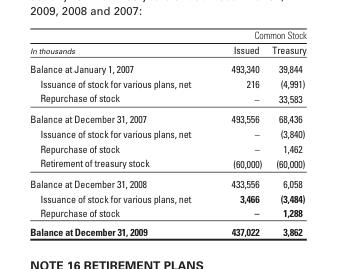 2009, 2008 and 2007:
Common Stock
In thousands Issued Treasury
Balance at January 1, 2007 493,340 39,844
Issuance of stock for various plans, net 216 (4,991)
Repurchase of stock – 33,583
Balance at December 31, 2007 493,556 68,436
Issuance of stock for various plans, net – (3,840)
Repurchase of stock – 1,462
Retirement of treasury stock (60,000) (60,000)
Balance at December 31, 2008 433,556 6,058
Issuance of stock for various plans, net 3,466 (3,484)
Repurchase of stock – 1,288
Balance at December 31, 2009 437,022 3,862
NOTE 16 RETIREMENT PLANS